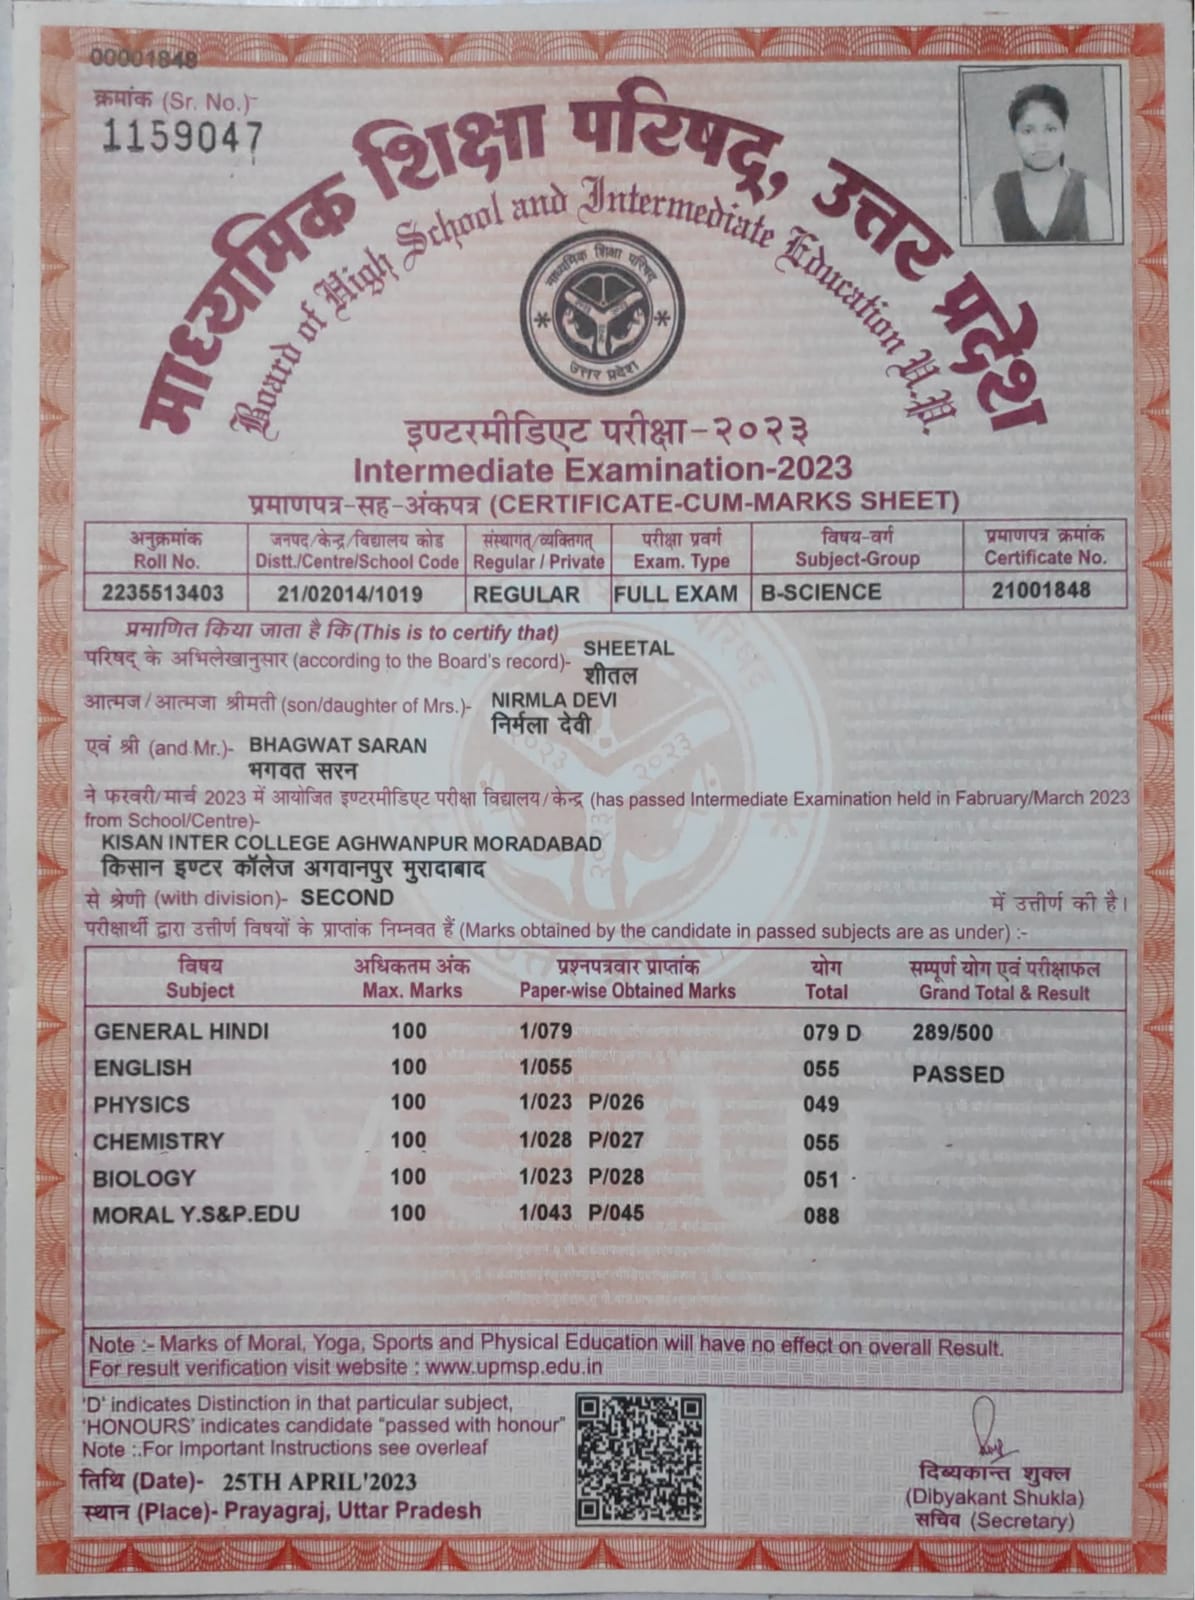 00001848
क्रमांक (Sr. No.)-
1159047
माध्यमिक शिक्षा परिषद्, उत्तर प्रदेश
Board of High School and Intermediate Education U.P.
माध्यमिक शिक्षा परिषद्
उत्तर प्रदेश
इण्टरमीडिएट परीक्षा-२०२३
Intermediate Examination-2023
प्रमाणपत्र-सह-अंकपत्र (CERTIFICATE-CUM-MARKS SHEET)
अनुक्रमांक जनपद/केन्द्र/विद्यालय कोड संस्थागत्/व्यक्तिगत् परीक्षा प्रवर्ग विषय-वर्ग प्रमाणपत्र क्रमांक
Roll No. Distt./Centre/School Code Regular / Private Exam. Type Subject-Group Certificate No.
2235513403 21/02014/1019 REGULAR FULL EXAM B-SCIENCE 21001848
प्रमाणित किया जाता है कि (This is to certify that)
परिषद् के अभिलेखानुसार (according to the Board's record)- SHEETAL
शीतल
आत्मज/आत्मजा श्रीमती (son/daughter of Mrs.)- NIRMLA DEVI
निर्मला देवी
एवं श्री (and Mr.)- BHAGWAT SARAN
भगवत सरन
ने फरवरी/मार्च 2023 में आयोजित इण्टरमीडिएट परीक्षा विद्यालय/केन्द्र (has passed Intermediate Examination held in Fabruary/March 2023
from School/Centre)-
KISAN INTER COLLEGE AGHWANPUR MORADABAD
किसान इण्टर कॉलेज अगवानपुर मुरादाबाद
से श्रेणी (with division)- SECOND में उत्तीर्ण की है।
परीक्षार्थी द्वारा उत्तीर्ण विषयों के प्राप्तांक निम्नवत हैं (Marks obtained by the candidate in passed subjects are as under) :-
विषय अधिकतम अंक प्रश्नपत्रवार प्राप्तांक योग सम्पूर्ण योग एवं परीक्षाफल
Subject Max. Marks Paper-wise Obtained Marks Total Grand Total & Result
GENERAL HINDI 100 1/079 079 D 289/500
ENGLISH 100 1/055 055 PASSED
PHYSICS 100 1/023 P/026 049
CHEMISTRY 100 1/028 P/027 055
BIOLOGY 100 1/023 P/028 051
MORAL Y.S&P.EDU 100 1/043 P/045 088
MSPUP
Note :- Marks of Moral, Yoga, Sports and Physical Education will have no effect on overall Result.
For result verification visit website : www.upmsp.edu.in
'D' indicates Distinction in that particular subject,
'HONOURS' indicates candidate "passed with honour"
Note :.For Important Instructions see overleaf
तिथि (Date)- 25TH APRIL'2023
स्थान (Place)- Prayagraj, Uttar Pradesh
दिब्यकान्त शुक्ल
(Dibyakant Shukla)
सचिव (Secretary)